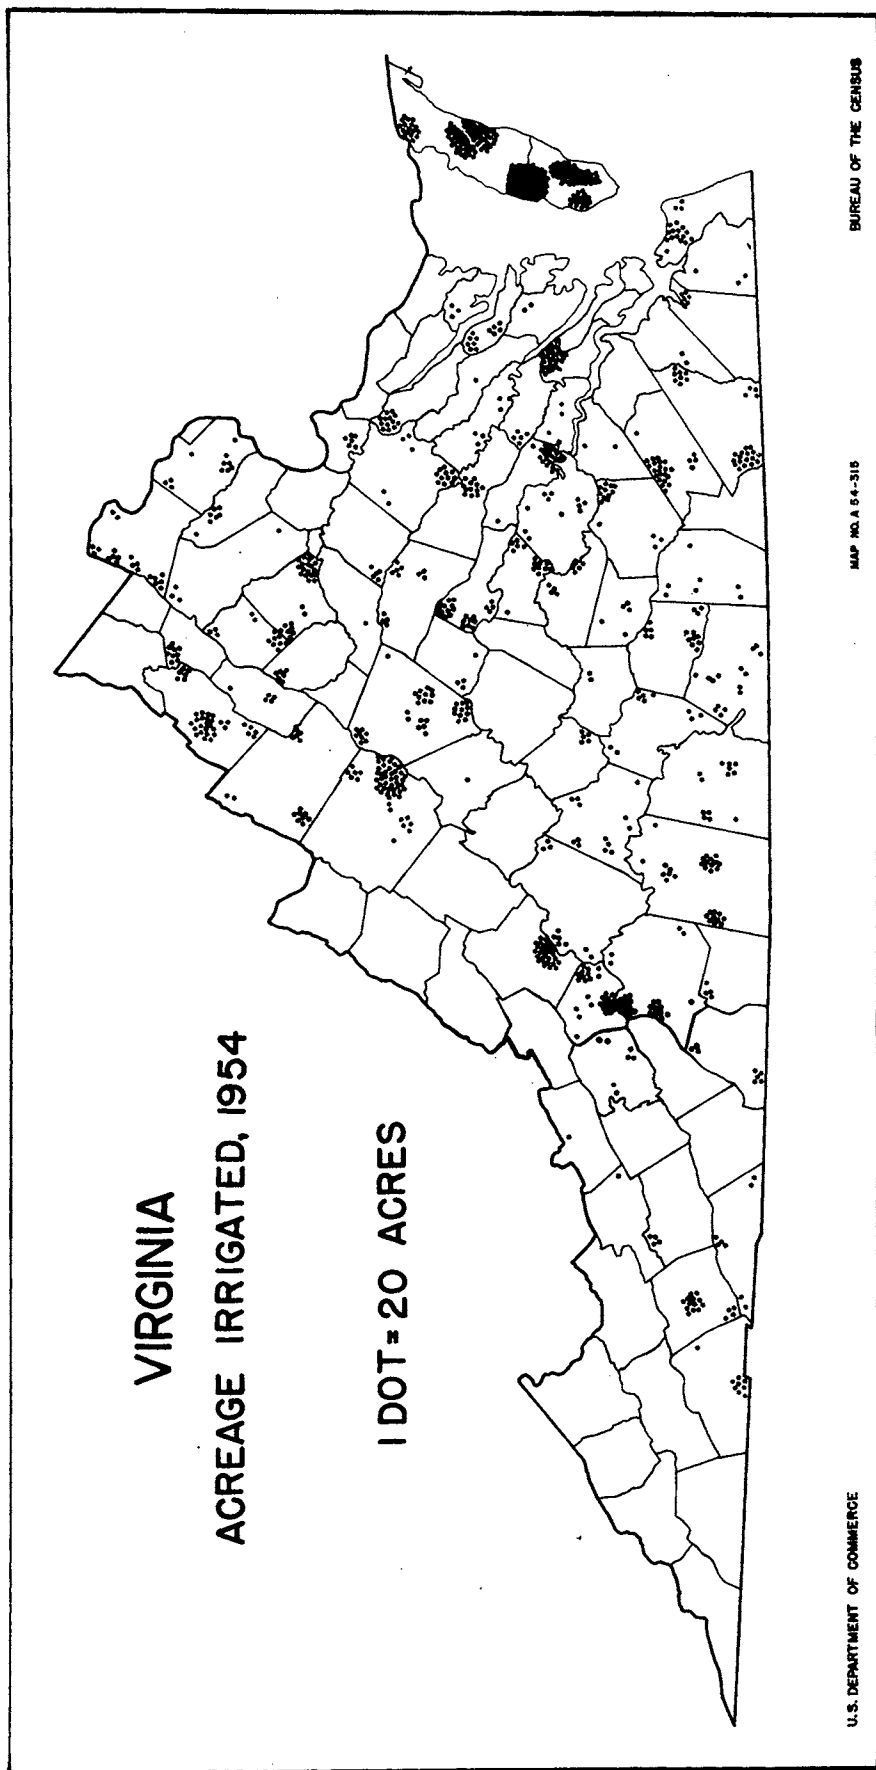 VIRGINIA
ACREAGE IRRIGATED, 1954
1 DOT = 20 ACRES
U.S. DEPARTMENT OF COMMERCE
MAP NO. A 54-315
BUREAU OF THE CENSUS